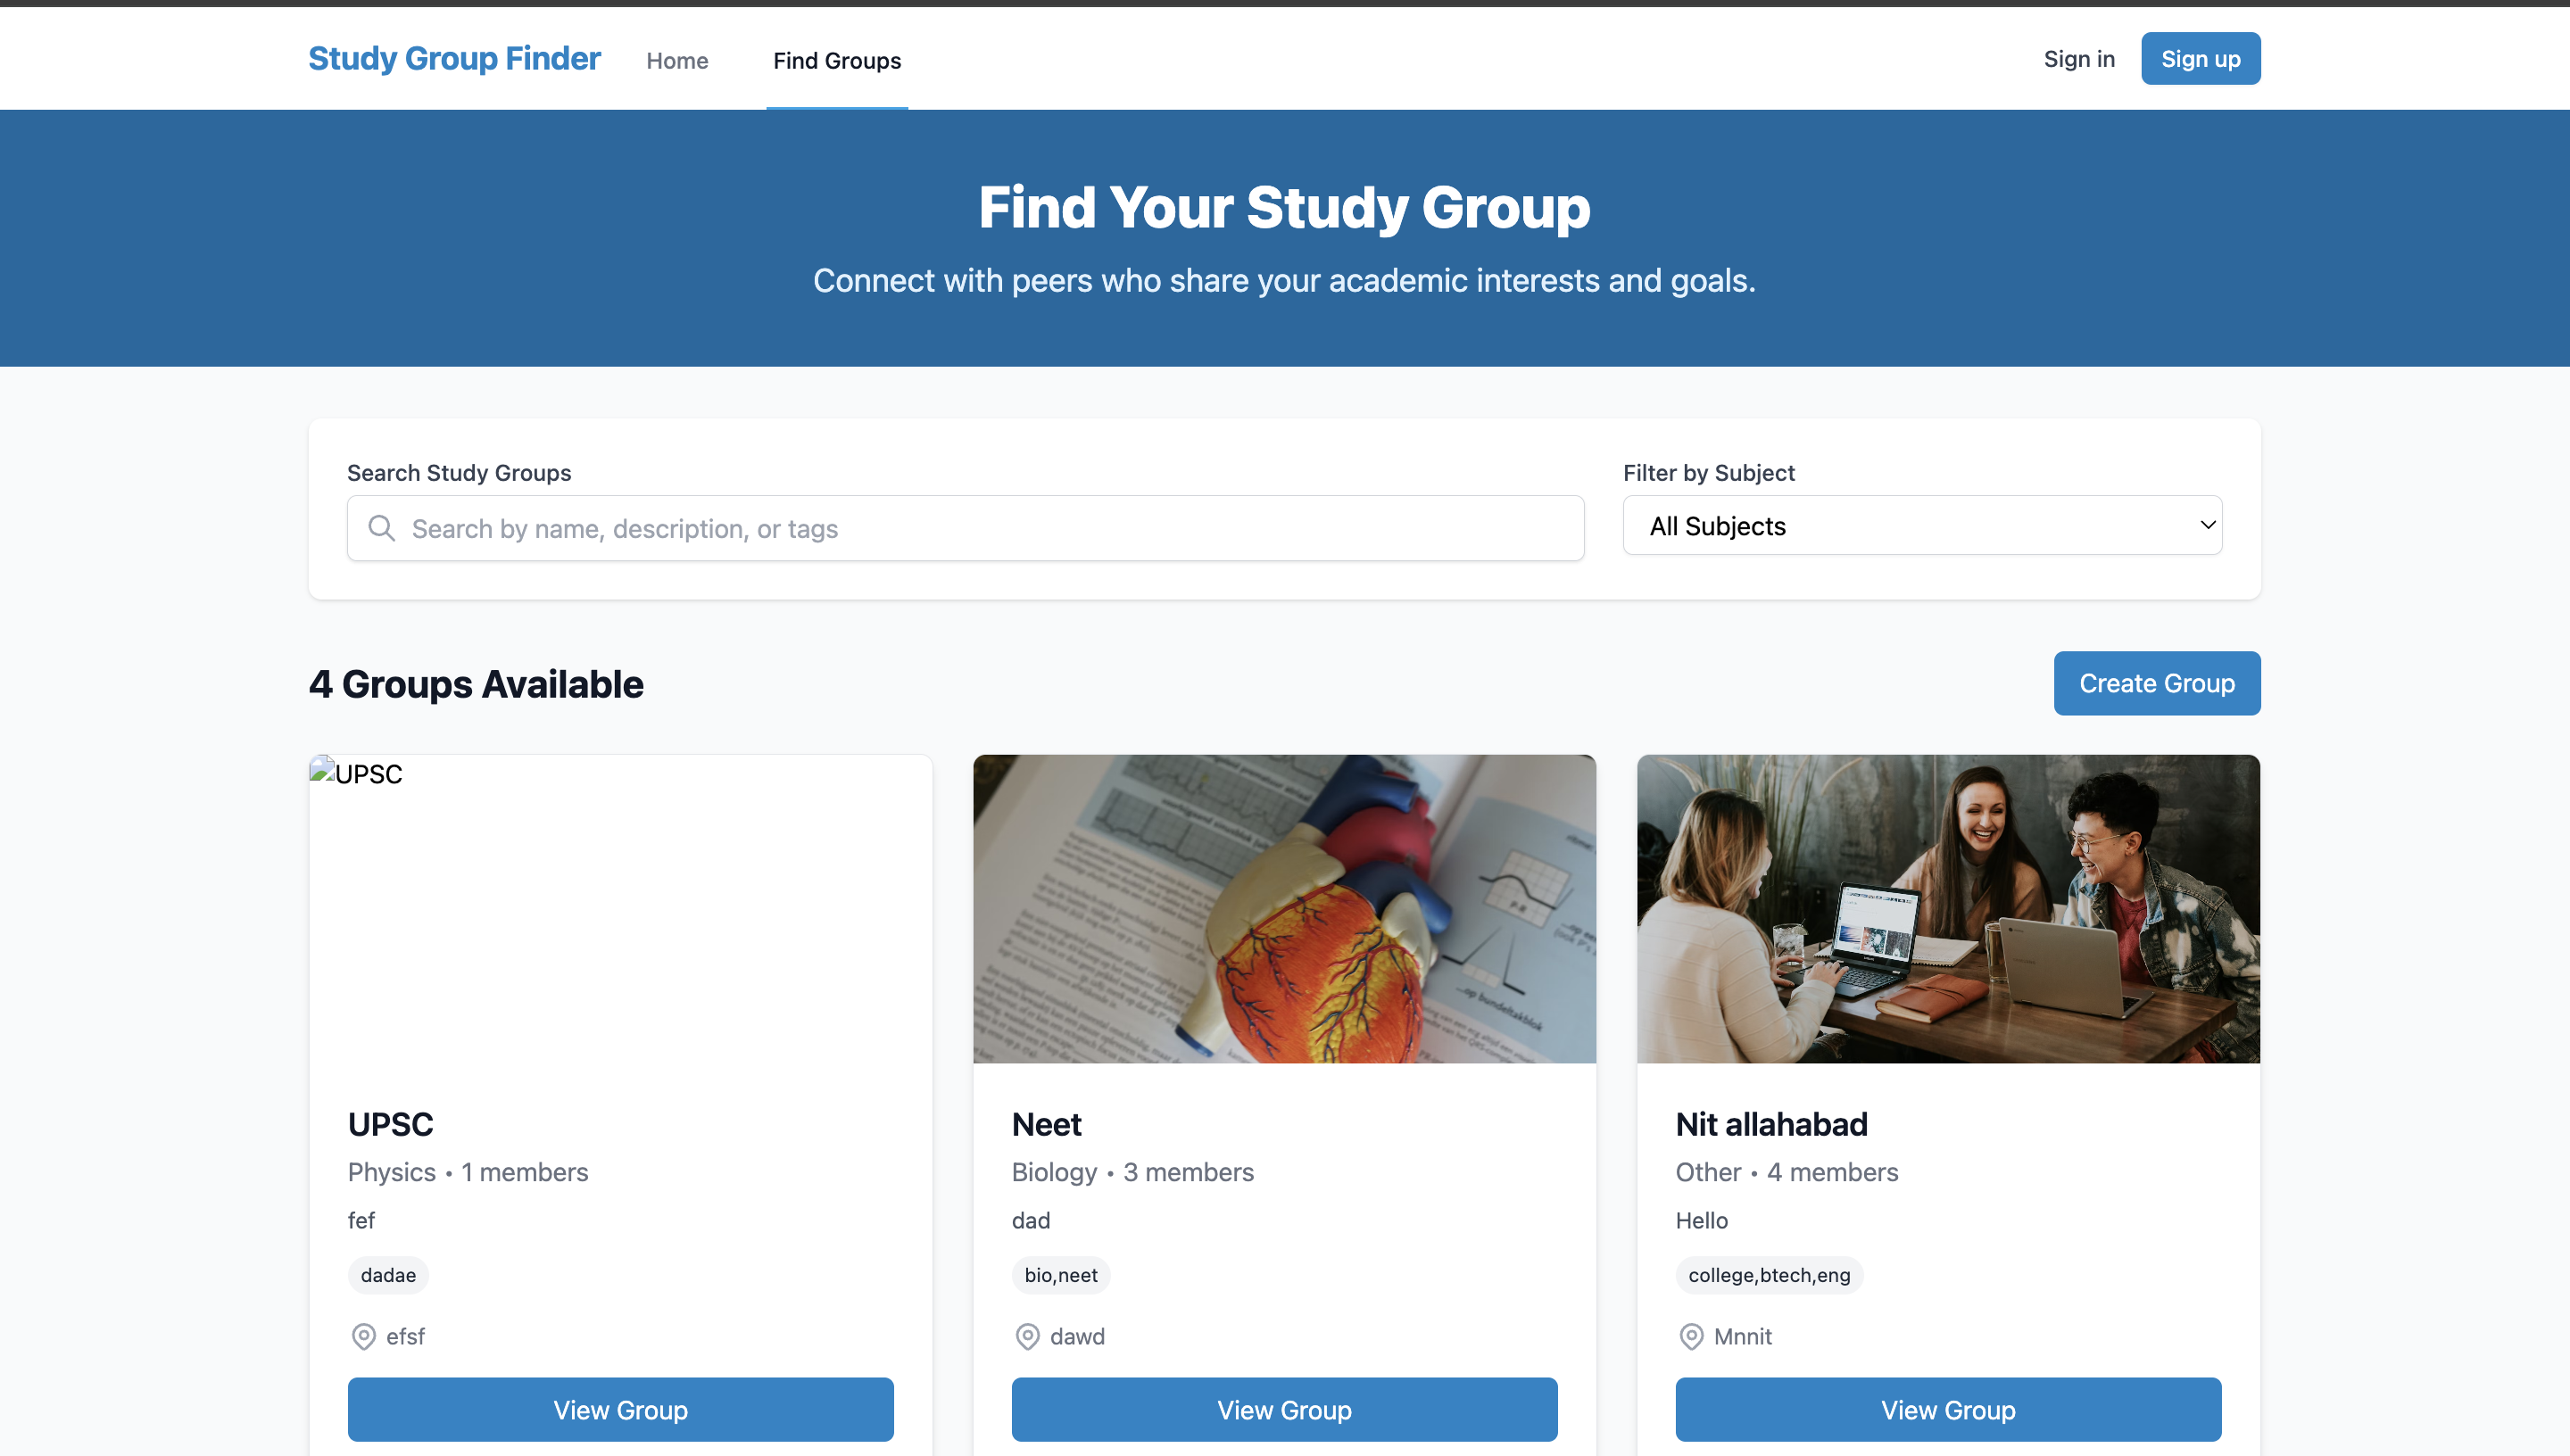 Study Group Finder
Home
Find Groups
Sign in
Sign up
Find Your Study Group
Connect with peers who share your academic interests and goals.
Search Study Groups
Search by name, description, or tags
Filter by Subject
All Subjects
4 Groups Available
Create Group
UPSC
UPSC
Physics • 1 members
fef
dadae
efsf
View Group
Neet
Biology • 3 members
dad
bio,neet
dawd
View Group
Nit allahabad
Other • 4 members
Hello
college,btech,eng
Mnnit
View Group